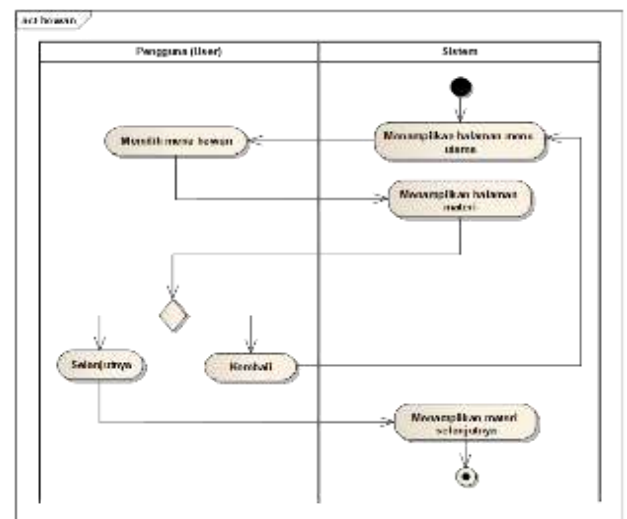 act hewan
Pengguna (User)
Sistem
Menampilkan halaman menu
utama
Memilih menu hewan
Menampilkan halaman
materi
Selanjutnya
Kembali
Menampilkan materi
selanjutnya